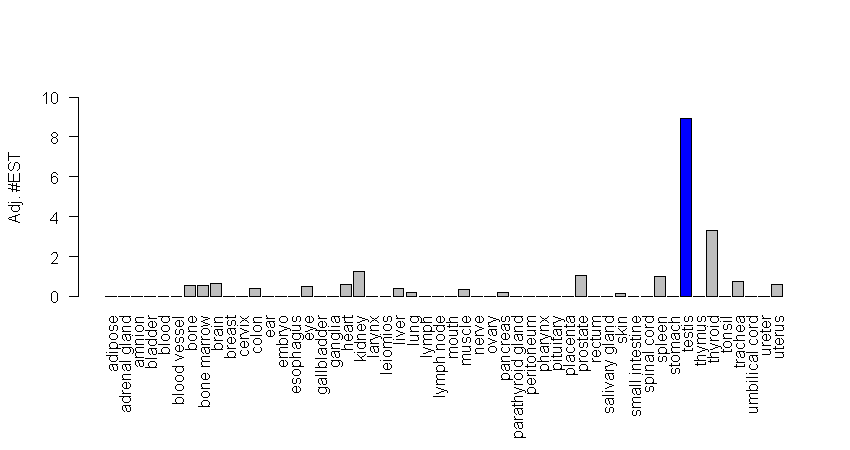 10
8
6
4
2
0
Adj. #EST
adipose
adrenal gland
amnion
bladder
blood
blood vessel
bone
bone marrow
brain
breast
cervix
colon
ear
embryo
esophagus
eye
gallbladder
ganglia
heart
kidney
larynx
leiomios
liver
lung
lymph
lymph node
mouth
muscle
nerve
ovary
pancreas
parathyroid gland
peritoneum
pharynx
pituitary
placenta
prostate
rectum
salivary gland
skin
small intestine
spinal cord
spleen
stomach
testis
thymus
thyroid
tonsil
trachea
umbilical cord
ureter
uterus